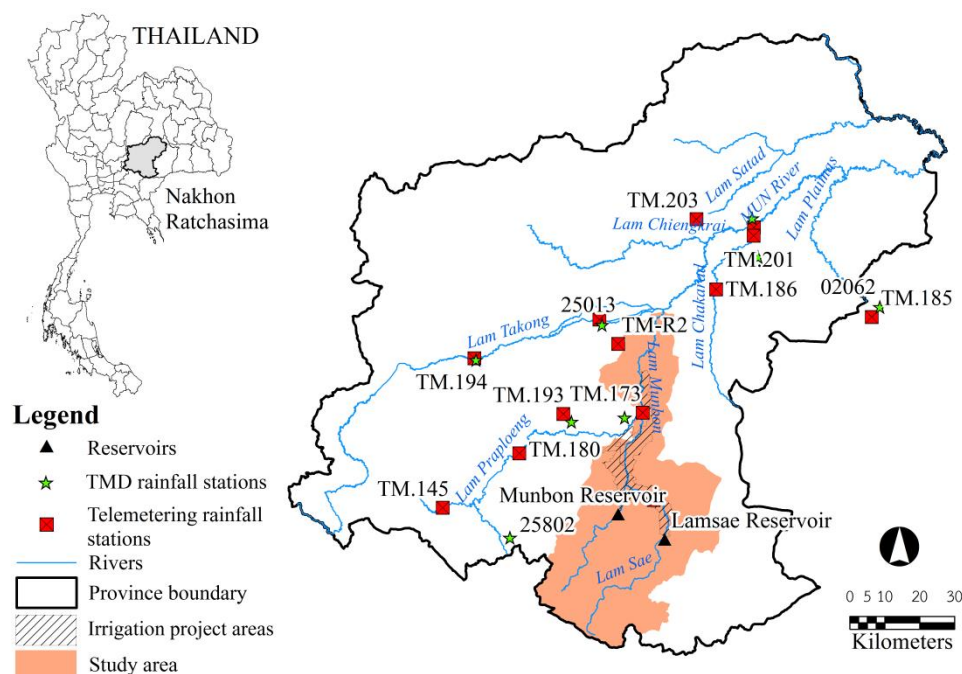 THAILAND
Nakhon
Ratchasima
Legend
Reservoirs
TMD rainfall stations
Telemetering rainfall
stations
Rivers
Province boundary
Irrigation project areas
Study area
Lam Satad
MUN River
Lam Plaimas
TM.203
Lam Chiengkrai
TM.201
02062
TM.185
TM.186
Lam Chakarad
25013
TM-R2
Lam Takong
Lam Munbon
TM.194
TM.193
TM.173
TM.180
Lam Praploeng
TM.145
Munbon Reservoir
25802
Lamsae Reservoir
Lam Sae
0 5 10 20 30
Kilometers